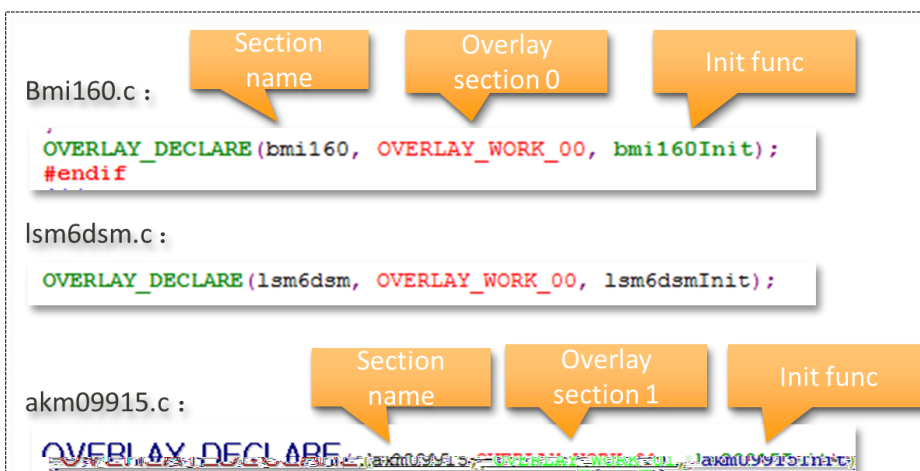 Section name
Overlay section 0
Init func
Bmi160.c :
OVERLAY_DECLARE(bmi160, OVERLAY_WORK_00, bmi160Init);
#endif
lsm6dsm.c :
OVERLAY_DECLARE(lsm6dsm, OVERLAY_WORK_00, lsm6dsmInit);
Section name
Overlay section 1
Init func
akm09915.c :
OVERLAY_DECLARE